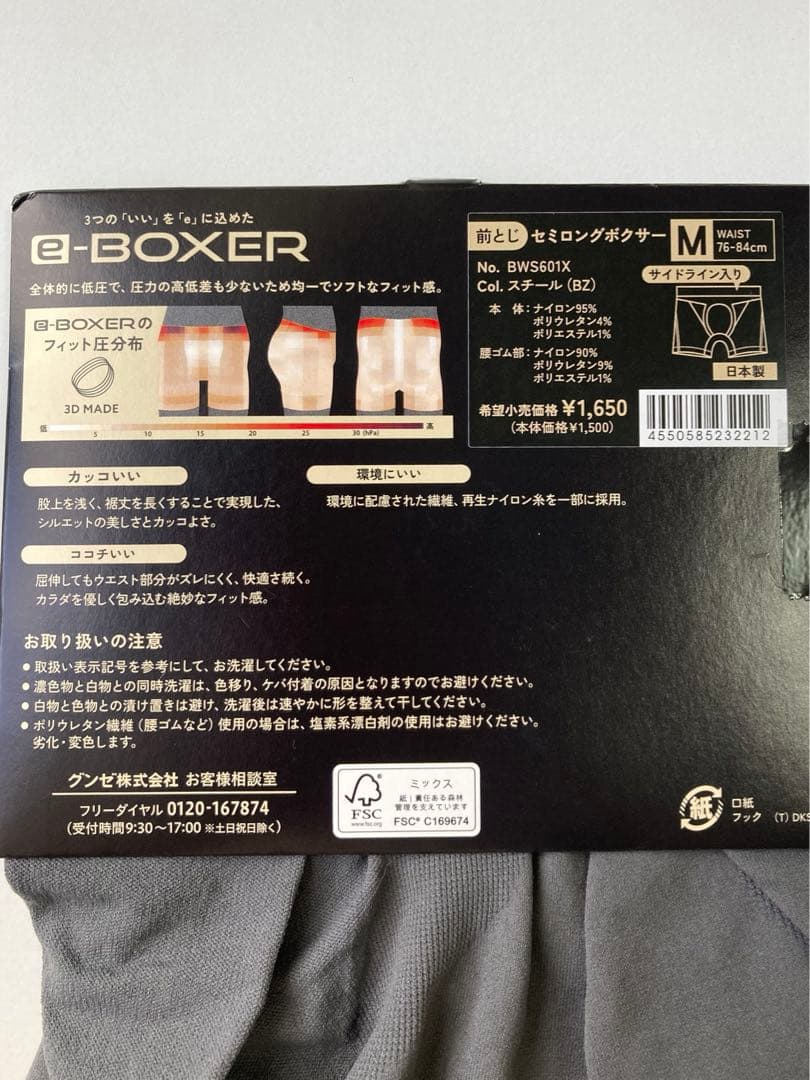 3つの「いい」を「e」に込めた
e-BOXER
全体的に低圧で、圧力の高低差も少ないため均一でソフトなフィット感。
e-BOXERの
フィット圧分布
3D MADE
低 5 10 15 20 25 30 (hPa) 高
前とじ セミロングボクサー M WAIST
76-84cm
No. BWS601X
Col. スチール(BZ)
サイドライン入り
本 体:ナイロン95%
ポリウレタン4%
ポリエステル1%
腰ゴム部:ナイロン90%
ポリウレタン9%
ポリエステル1%
日本製
希望小売価格 ¥1,650
(本体価格¥1,500)
4550585232212
カッコいい
股上を浅く、裾丈を長くすることで実現した、
シルエットの美しさとカッコよさ。
環境にいい
環境に配慮された繊維、再生ナイロン糸を一部に採用。
ココチいい
屈伸してもウエスト部分がズレにくく、快適さ続く。
カラダを優しく包み込む絶妙なフィット感。
お取り扱いの注意
● 取扱い表示記号を参考にして、お洗濯してください。
● 濃色物と白物との同時洗濯は、色移り、ケバ付着の原因となりますのでお避けください。
● 白物と色物との漬け置きは避け、洗濯後は速やかに形を整えて干してください。
● ポリウレタン繊維(腰ゴムなど)使用の場合は、塩素系漂白剤の使用はお避けください。
劣化・変色します。
グンゼ株式会社 お客様相談室
フリーダイヤル 0120-167874
(受付時間9:30〜17:00 ※土日祝日除く)
FSC
www.fsc.org
ミックス
紙|責任ある森林
管理を支えています
FSC® C169674
紙
口紙
フック (T) DKS